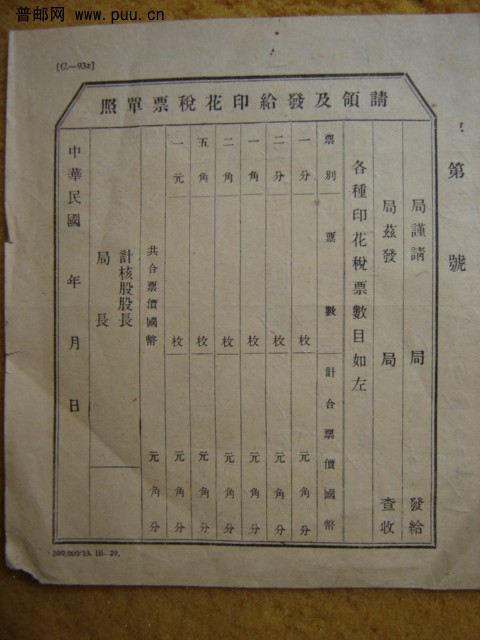 普邮网 www.puu.cn
(C.—93z)
請領及發給印花稅票單照
第 號
局謹請 局 發給
局茲發 局 查收
各種印花稅票數目如左
票別 票數 計合票價國幣
一分 枚 元角分
二分 枚 元角分
一角 枚 元角分
二角 枚 元角分
五角 枚 元角分
一元 枚 元角分
共合票價國幣 元角分
計核股股長
局長
中華民國 年 月 日